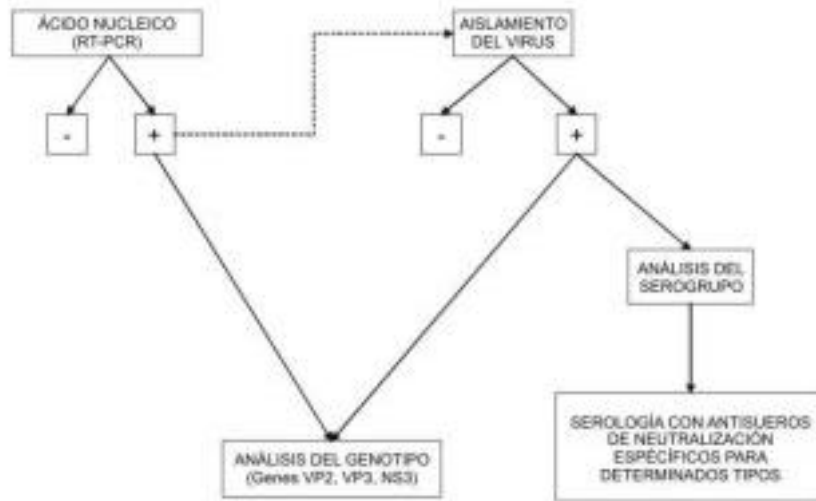 ÁCIDO NUCLEICO
(RT-PCR)
AISLAMIENTO
DEL VIRUS
-
+
-
+
ANÁLISIS DEL
SEROGRUPO
ANÁLISIS DEL GENOTIPO
(Genes VP2, VP3, NS3)
SEROLOGÍA CON ANTISUEROS
DE NEUTRALIZACIÓN
ESPÉCÍFICOS PARA
DETERMINADOS TIPOS